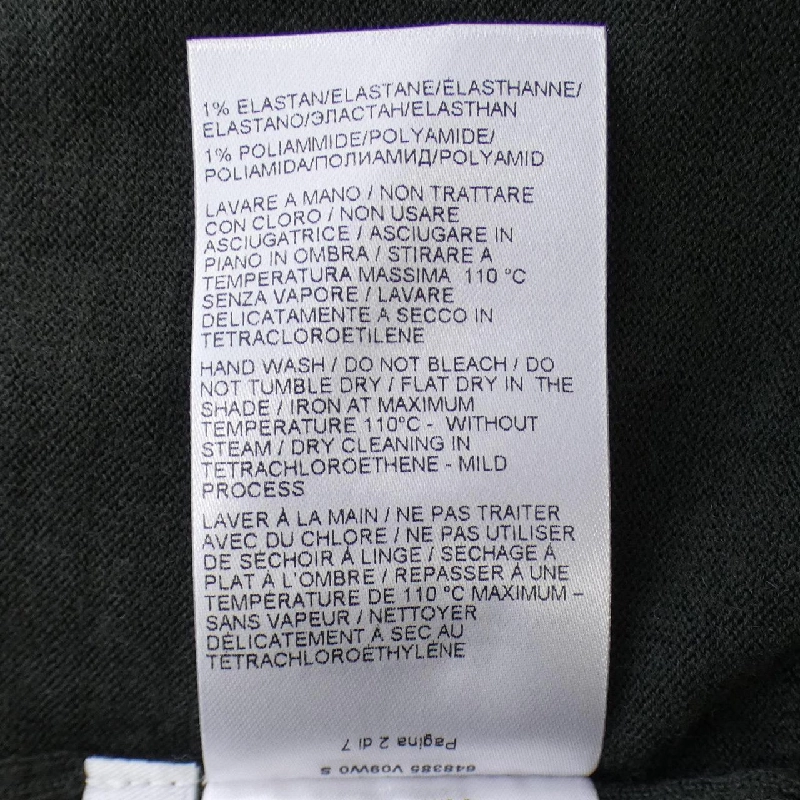 1% ELASTAN/ELASTANE/ÉLASTHANNE/
ELASTANO/ЭЛАСТАН/ELASTHAN
1% POLIAMMIDE/POLYAMIDE/
POLIAMIDA/ПОЛИАМИД/POLYAMID
LAVARE A MANO / NON TRATTARE
CON CLORO / NON USARE
ASCIUGATRICE / ASCIUGARE IN
PIANO IN OMBRA / STIRARE A
TEMPERATURA MASSIMA 110 °C
SENZA VAPORE / LAVARE
DELICATAMENTE A SECCO IN
TETRACLOROETILENE
HAND WASH / DO NOT BLEACH / DO
NOT TUMBLE DRY / FLAT DRY IN THE
SHADE / IRON AT MAXIMUM
TEMPERATURE 110°C - WITHOUT
STEAM / DRY CLEANING IN
TETRACHLOROETHENE - MILD
PROCESS
LAVER À LA MAIN / NE PAS TRAITER
AVEC DU CHLORE / NE PAS UTILISER
DE SÉCHOIR À LINGE / SÉCHAGE À
PLAT À L'OMBRE / REPASSER À UNE
TEMPÉRATURE DE 110 °C MAXIMUM –
SANS VAPEUR / NETTOYER
DÉLICATEMENT À SEC AU
TÉTRACHLOROÉTHYLÈNE
Pagina 2 di 7
648385 V09W0 S